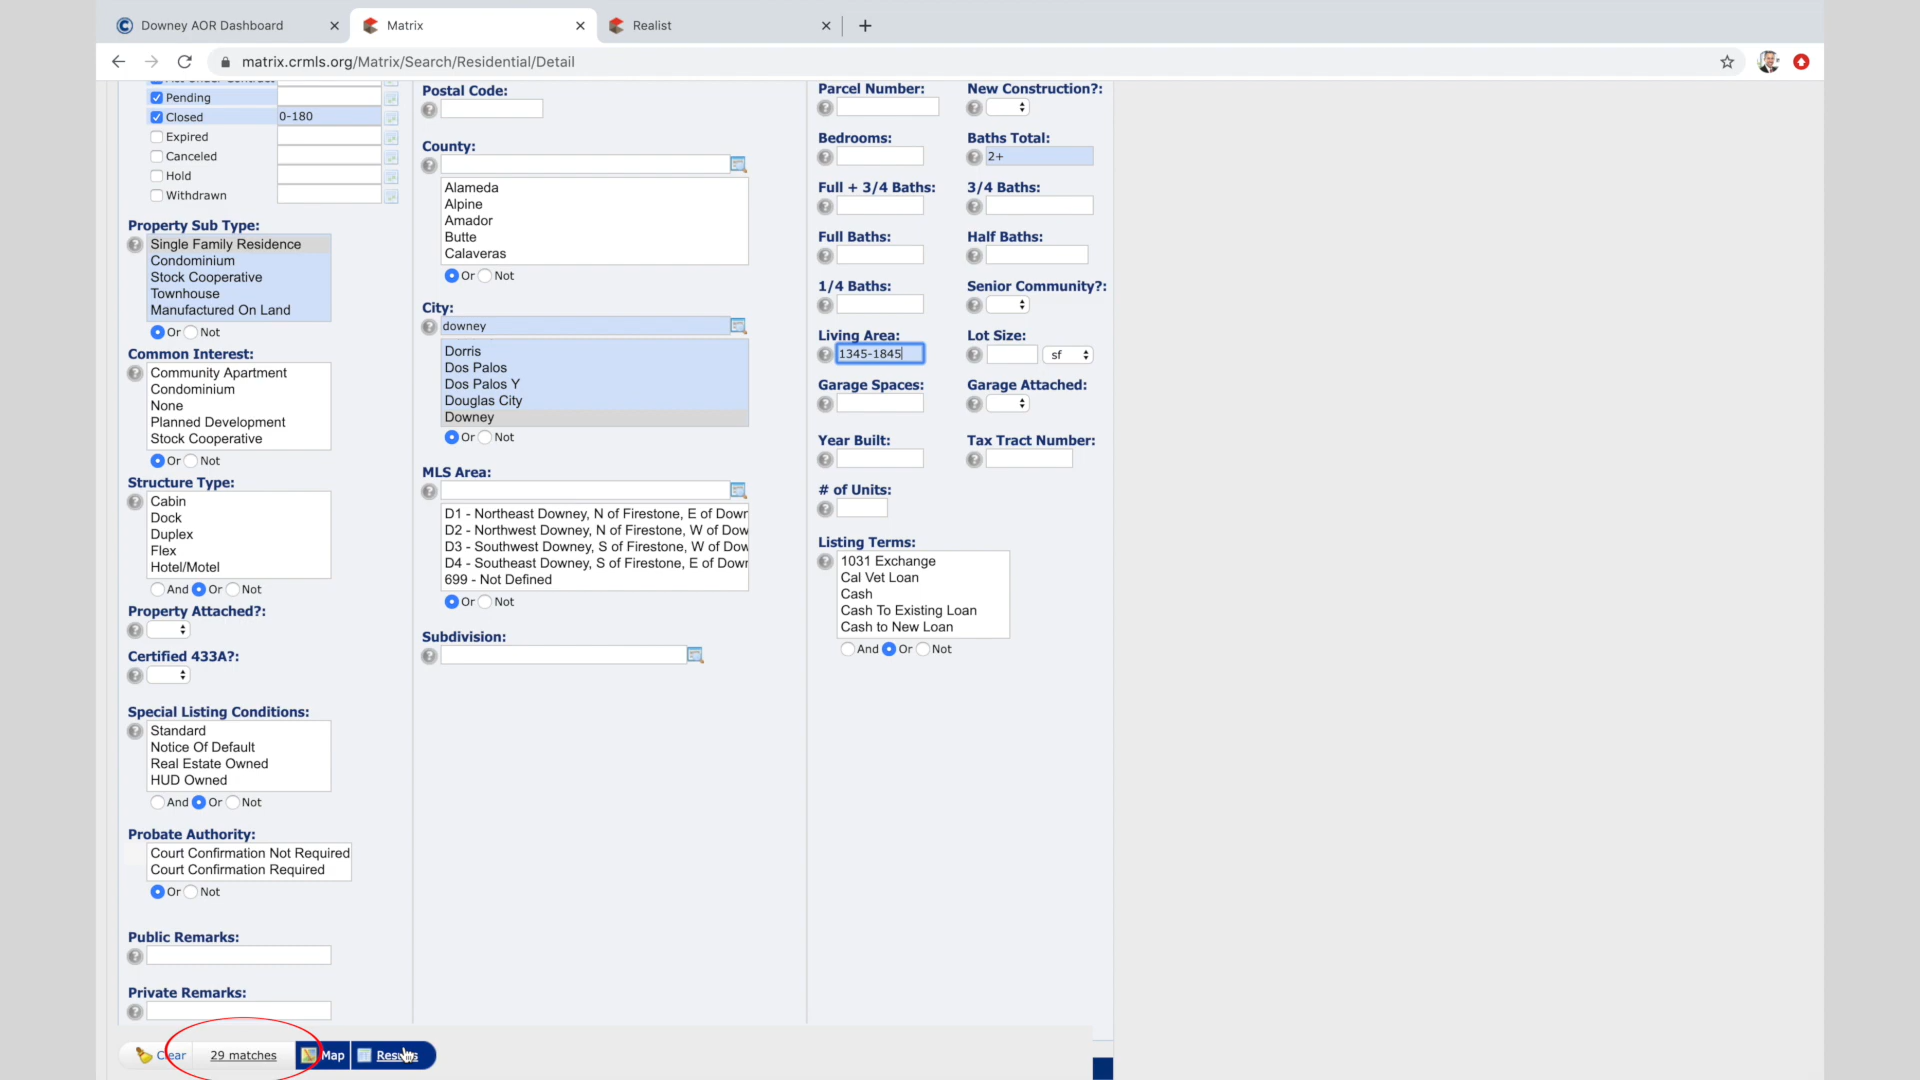 Downey AOR Dashboard
Matrix
Realist
matrix.crmls.org/Matrix/Search/Residential/Detail
Pending
Closed 0-180
Expired
Canceled
Hold
Withdrawn
Property Sub Type:
Single Family Residence
Condominium
Stock Cooperative
Townhouse
Manufactured On Land
Or Not
Common Interest:
Community Apartment
Condominium
None
Planned Development
Stock Cooperative
Or Not
Structure Type:
Cabin
Dock
Duplex
Flex
Hotel/Motel
And Or Not
Property Attached?:
Certified 433A?:
Special Listing Conditions:
Standard
Notice Of Default
Real Estate Owned
HUD Owned
And Or Not
Probate Authority:
Court Confirmation Not Required
Court Confirmation Required
Or Not
Public Remarks:
Private Remarks:
Postal Code:
County:
Alameda
Alpine
Amador
Butte
Calaveras
Or Not
City:
downey
Dorris
Dos Palos
Dos Palos Y
Douglas City
Downey
Or Not
MLS Area:
D1 - Northeast Downey, N of Firestone, E of Down
D2 - Northwest Downey, N of Firestone, W of Dow
D3 - Southwest Downey, S of Firestone, W of Dow
D4 - Southeast Downey, S of Firestone, E of Down
699 - Not Defined
Or Not
Subdivision:
Parcel Number: New Construction?:
Bedrooms: Baths Total:
2+
Full + 3/4 Baths: 3/4 Baths:
Full Baths: Half Baths:
1/4 Baths: Senior Community?:
Living Area: Lot Size:
1345-1845 sf
Garage Spaces: Garage Attached:
Year Built: Tax Tract Number:
# of Units:
Listing Terms:
1031 Exchange
Cal Vet Loan
Cash
Cash To Existing Loan
Cash to New Loan
And Or Not
Clear 29 matches Map Results